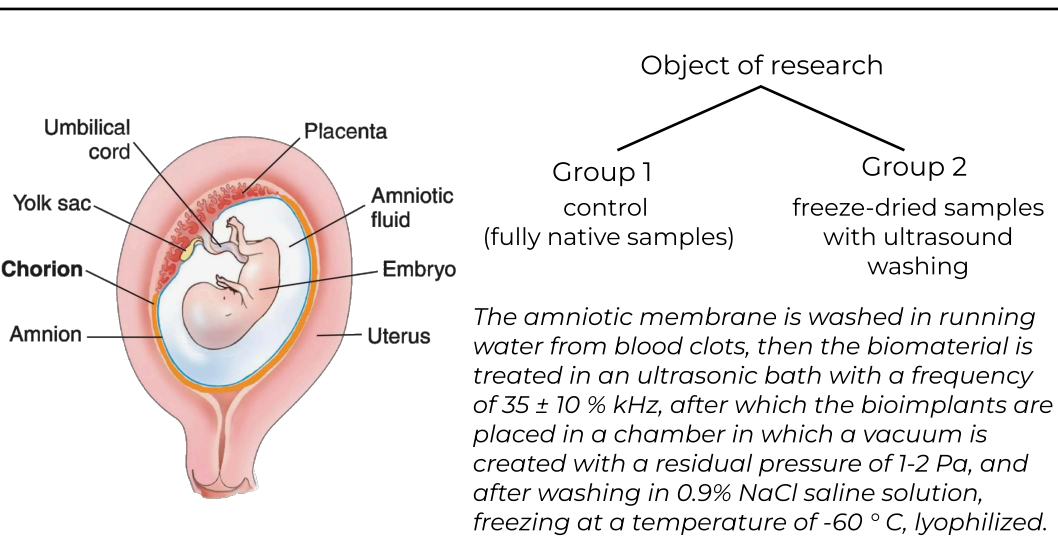 Umbilical
cord
Placenta
Yolk sac
Amniotic
fluid
Chorion
Embryo
Amnion
Uterus
Object of research
Group 1
control
(fully native samples)
Group 2
freeze-dried samples
with ultrasound
washing
The amniotic membrane is washed in running
water from blood clots, then the biomaterial is
treated in an ultrasonic bath with a frequency
of 35 ± 10 % kHz, after which the bioimplants are
placed in a chamber in which a vacuum is
created with a residual pressure of 1-2 Pa, and
after washing in 0.9% NaCl saline solution,
freezing at a temperature of -60 ° C, lyophilized.